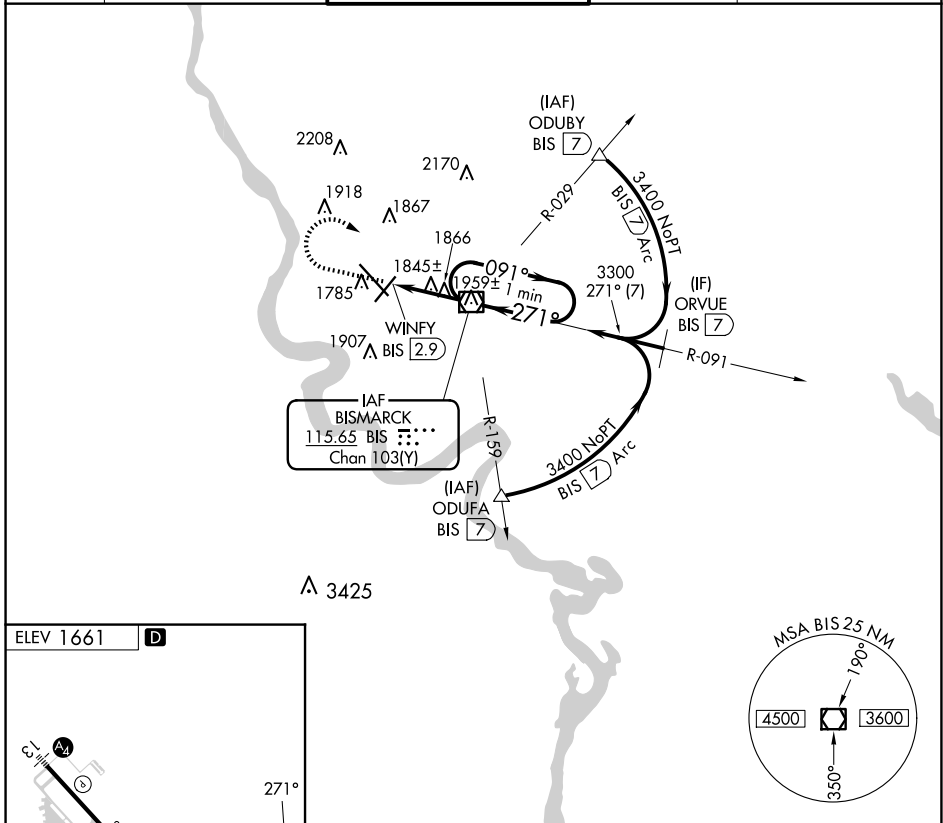 (IAF)
ODUBY
BIS 7
2208
2170
R-029
3400 NoPT
BIS 7 Arc
1918
1867
1866
1845±
1959±
091°
1 min
271°
3300
271° (7)
(IF)
ORVUE
BIS 7
1785
WINFY
BIS 2.9
1907
R-091
IAF
BISMARCK
115.65 BIS
Chan 103(Y)
R-159
3400 NoPT
BIS 7 Arc
(IAF)
ODUFA
BIS 7
3425
ELEV 1661 D
MSA BIS 25 NM
190°
4500
3600
350°
13
A4
P
271°